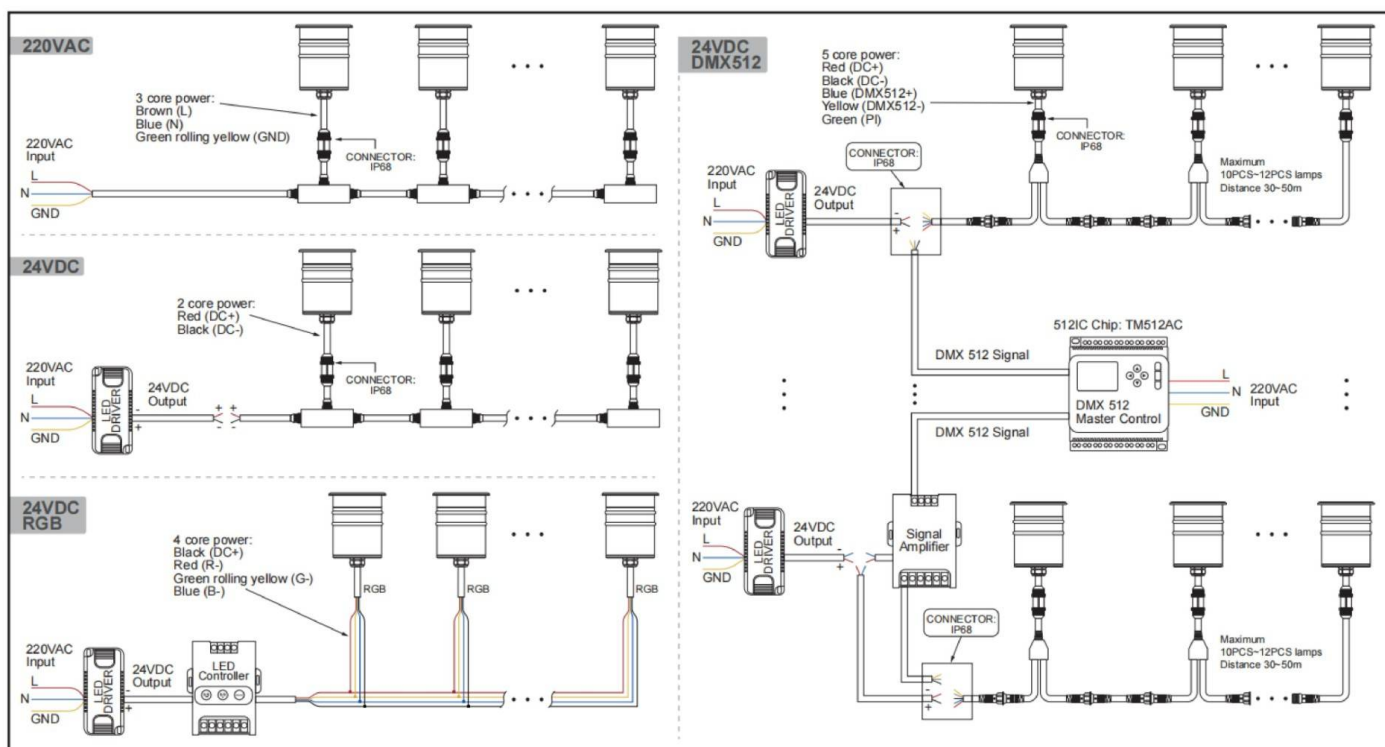 220VAC
3 core power:
Brown (L)
Blue (N)
Green rolling yellow (GND)
220VAC
Input
L
N
GND
CONNECTOR:
IP68
24VDC
2 core power:
Red (DC+)
Black (DC-)
CONNECTOR:
IP68
220VAC
Input
L
N
GND
LED
DRIVER
24VDC
Output
-
+
+ +
- -
24VDC
RGB
4 core power:
Black (DC+)
Red (R-)
Green rolling yellow (G-)
Blue (B-)
RGB
RGB
RGB
220VAC
Input
L
N
GND
LED
DRIVER
24VDC
Output
-
+
LED
Controller
24VDC
DMX512
5 core power:
Red (DC+)
Black (DC-)
Blue (DMX512+)
Yellow (DMX512-)
Green (PI)
CONNECTOR:
IP68
CONNECTOR:
IP68
220VAC
Input
L
N
GND
LED
DRIVER
24VDC
Output
-
+
Maximum
10PCS~12PCS lamps
Distance 30~50m
512IC Chip: TM512AC
DMX 512 Signal
DMX 512
Master Control
L
N
GND
220VAC
Input
DMX 512 Signal
220VAC
Input
L
N
GND
LED
DRIVER
24VDC
Output
-
+
Signal
Amplifier
CONNECTOR:
IP68
-
+
Maximum
10PCS~12PCS lamps
Distance 30~50m